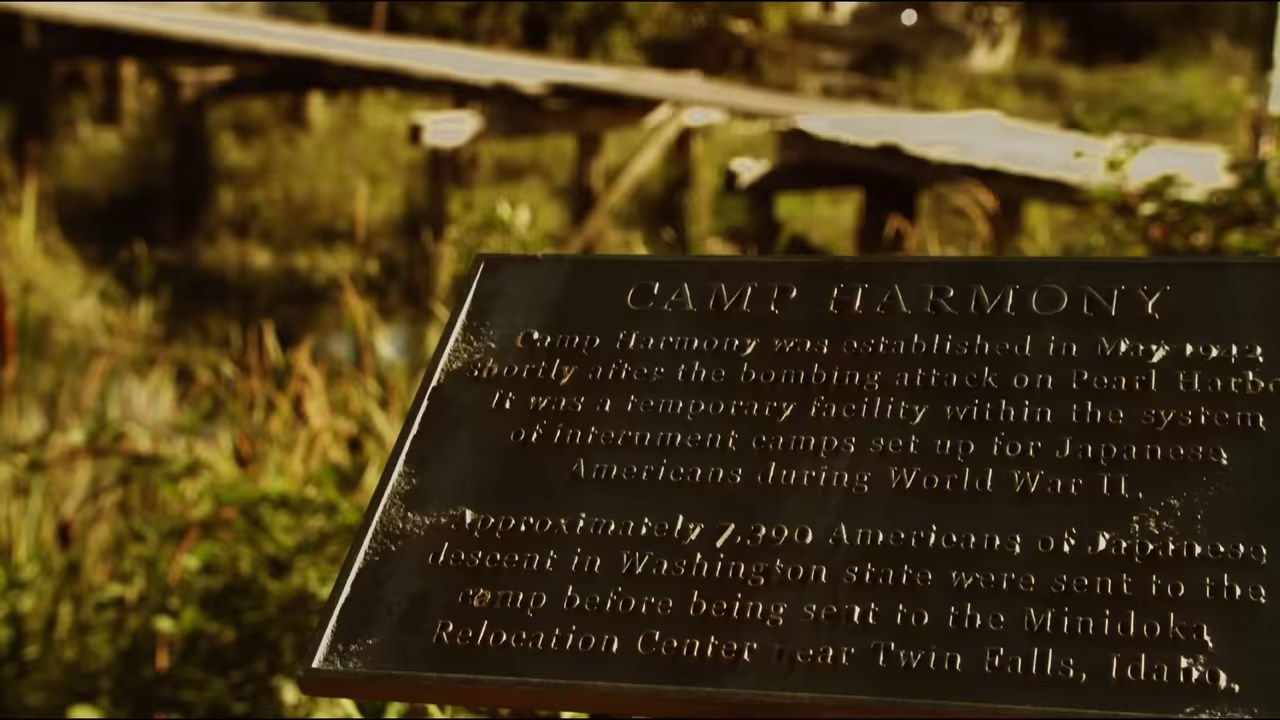 CAMP HARMONY
Camp Harmony was established in May 1942,
shortly after the bombing attack on Pearl Harbo
It was a temporary facility within the system
of internment camps set up for Japanese
Americans during World War II.
Approximately 7,390 Americans of Japanese
descent in Washington state were sent to the
camp before being sent to the Minidoka
Relocation Center near Twin Falls, Idaho.